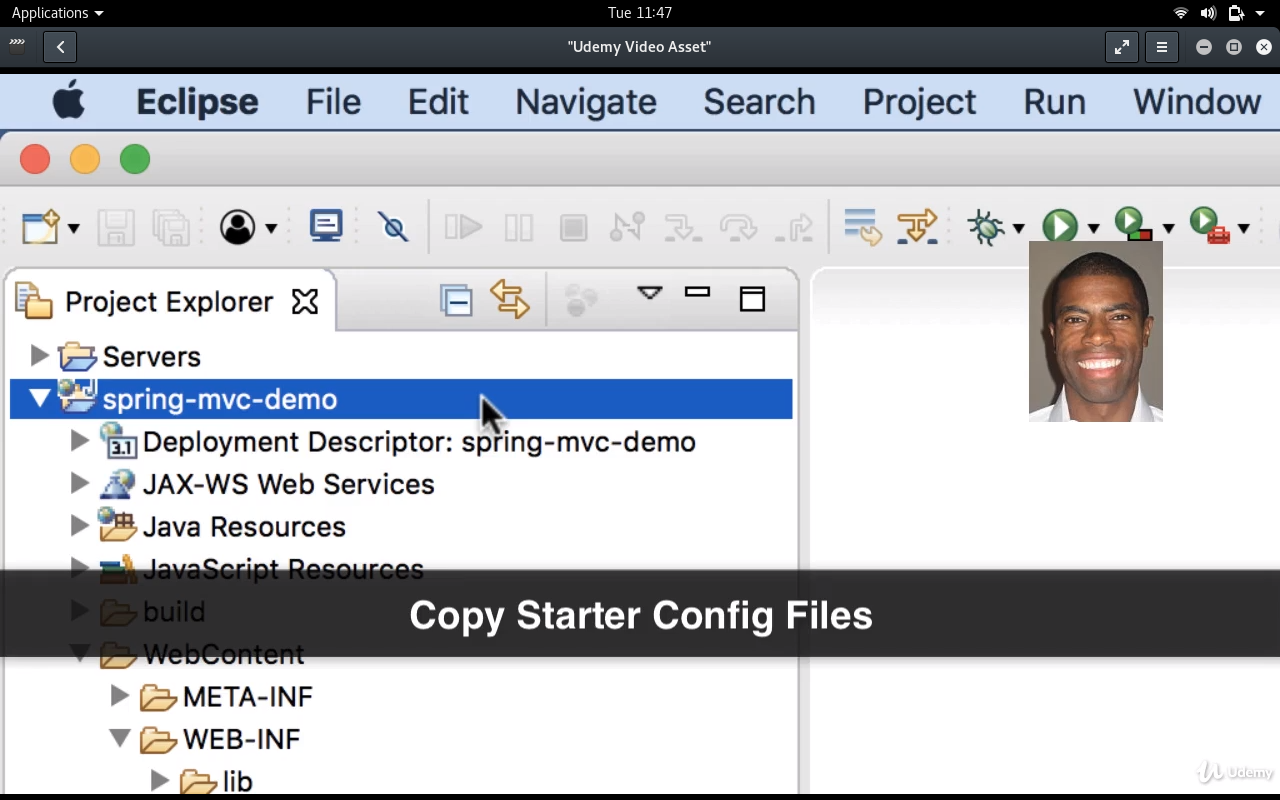 Applications
Tue 11:47
"Udemy Video Asset"
Eclipse File Edit Navigate Search Project Run Window
Project Explorer
Servers
spring-mvc-demo
3.1 Deployment Descriptor: spring-mvc-demo
JAX-WS Web Services
Java Resources
JavaScript Resources
build
Copy Starter Config Files
WebContent
META-INF
WEB-INF
lib
Udemy